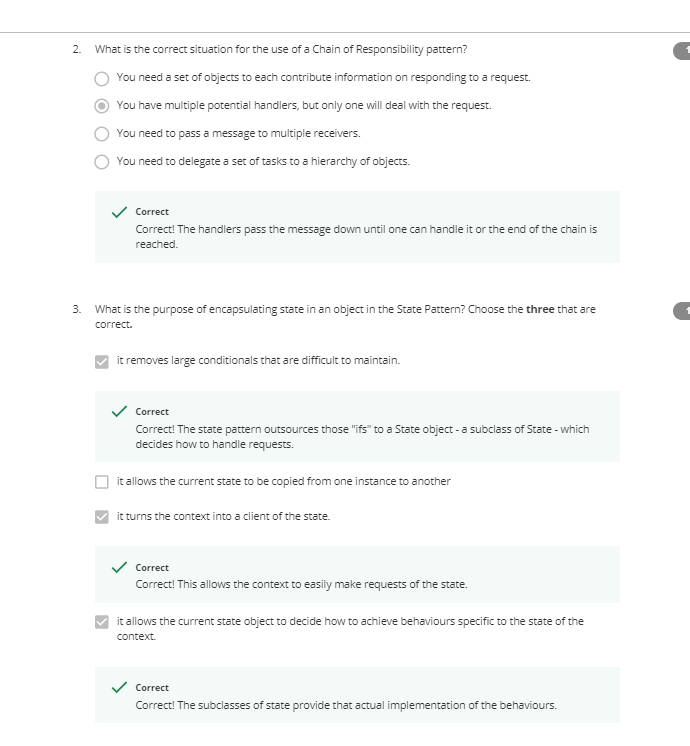 2. What is the correct situation for the use of a Chain of Responsibility pattern?
You need a set of objects to each contribute information on responding to a request.
You have multiple potential handlers, but only one will deal with the request.
You need to pass a message to multiple receivers.
You need to delegate a set of tasks to a hierarchy of objects.
Correct
Correct! The handlers pass the message down until one can handle it or the end of the chain is
reached.
3. What is the purpose of encapsulating state in an object in the State Pattern? Choose the three that are
correct.
it removes large conditionals that are difficult to maintain.
Correct
Correct! The state pattern outsources those "ifs" to a State object - a subclass of State - which
decides how to handle requests.
it allows the current state to be copied from one instance to another
it turns the context into a client of the state.
Correct
Correct! This allows the context to easily make requests of the state.
it allows the current state object to decide how to achieve behaviours specific to the state of the
context.
Correct
Correct! The subclasses of state provide that actual implementation of the behaviours.